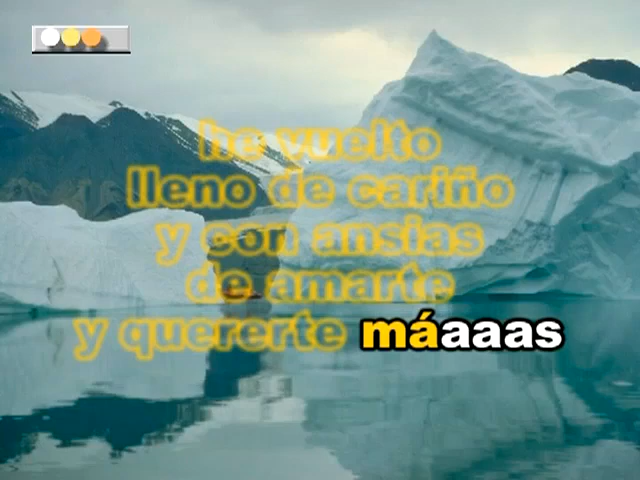 he vuelto
lleno de cariño
y con ansias
de amarte
y quererte máaaas